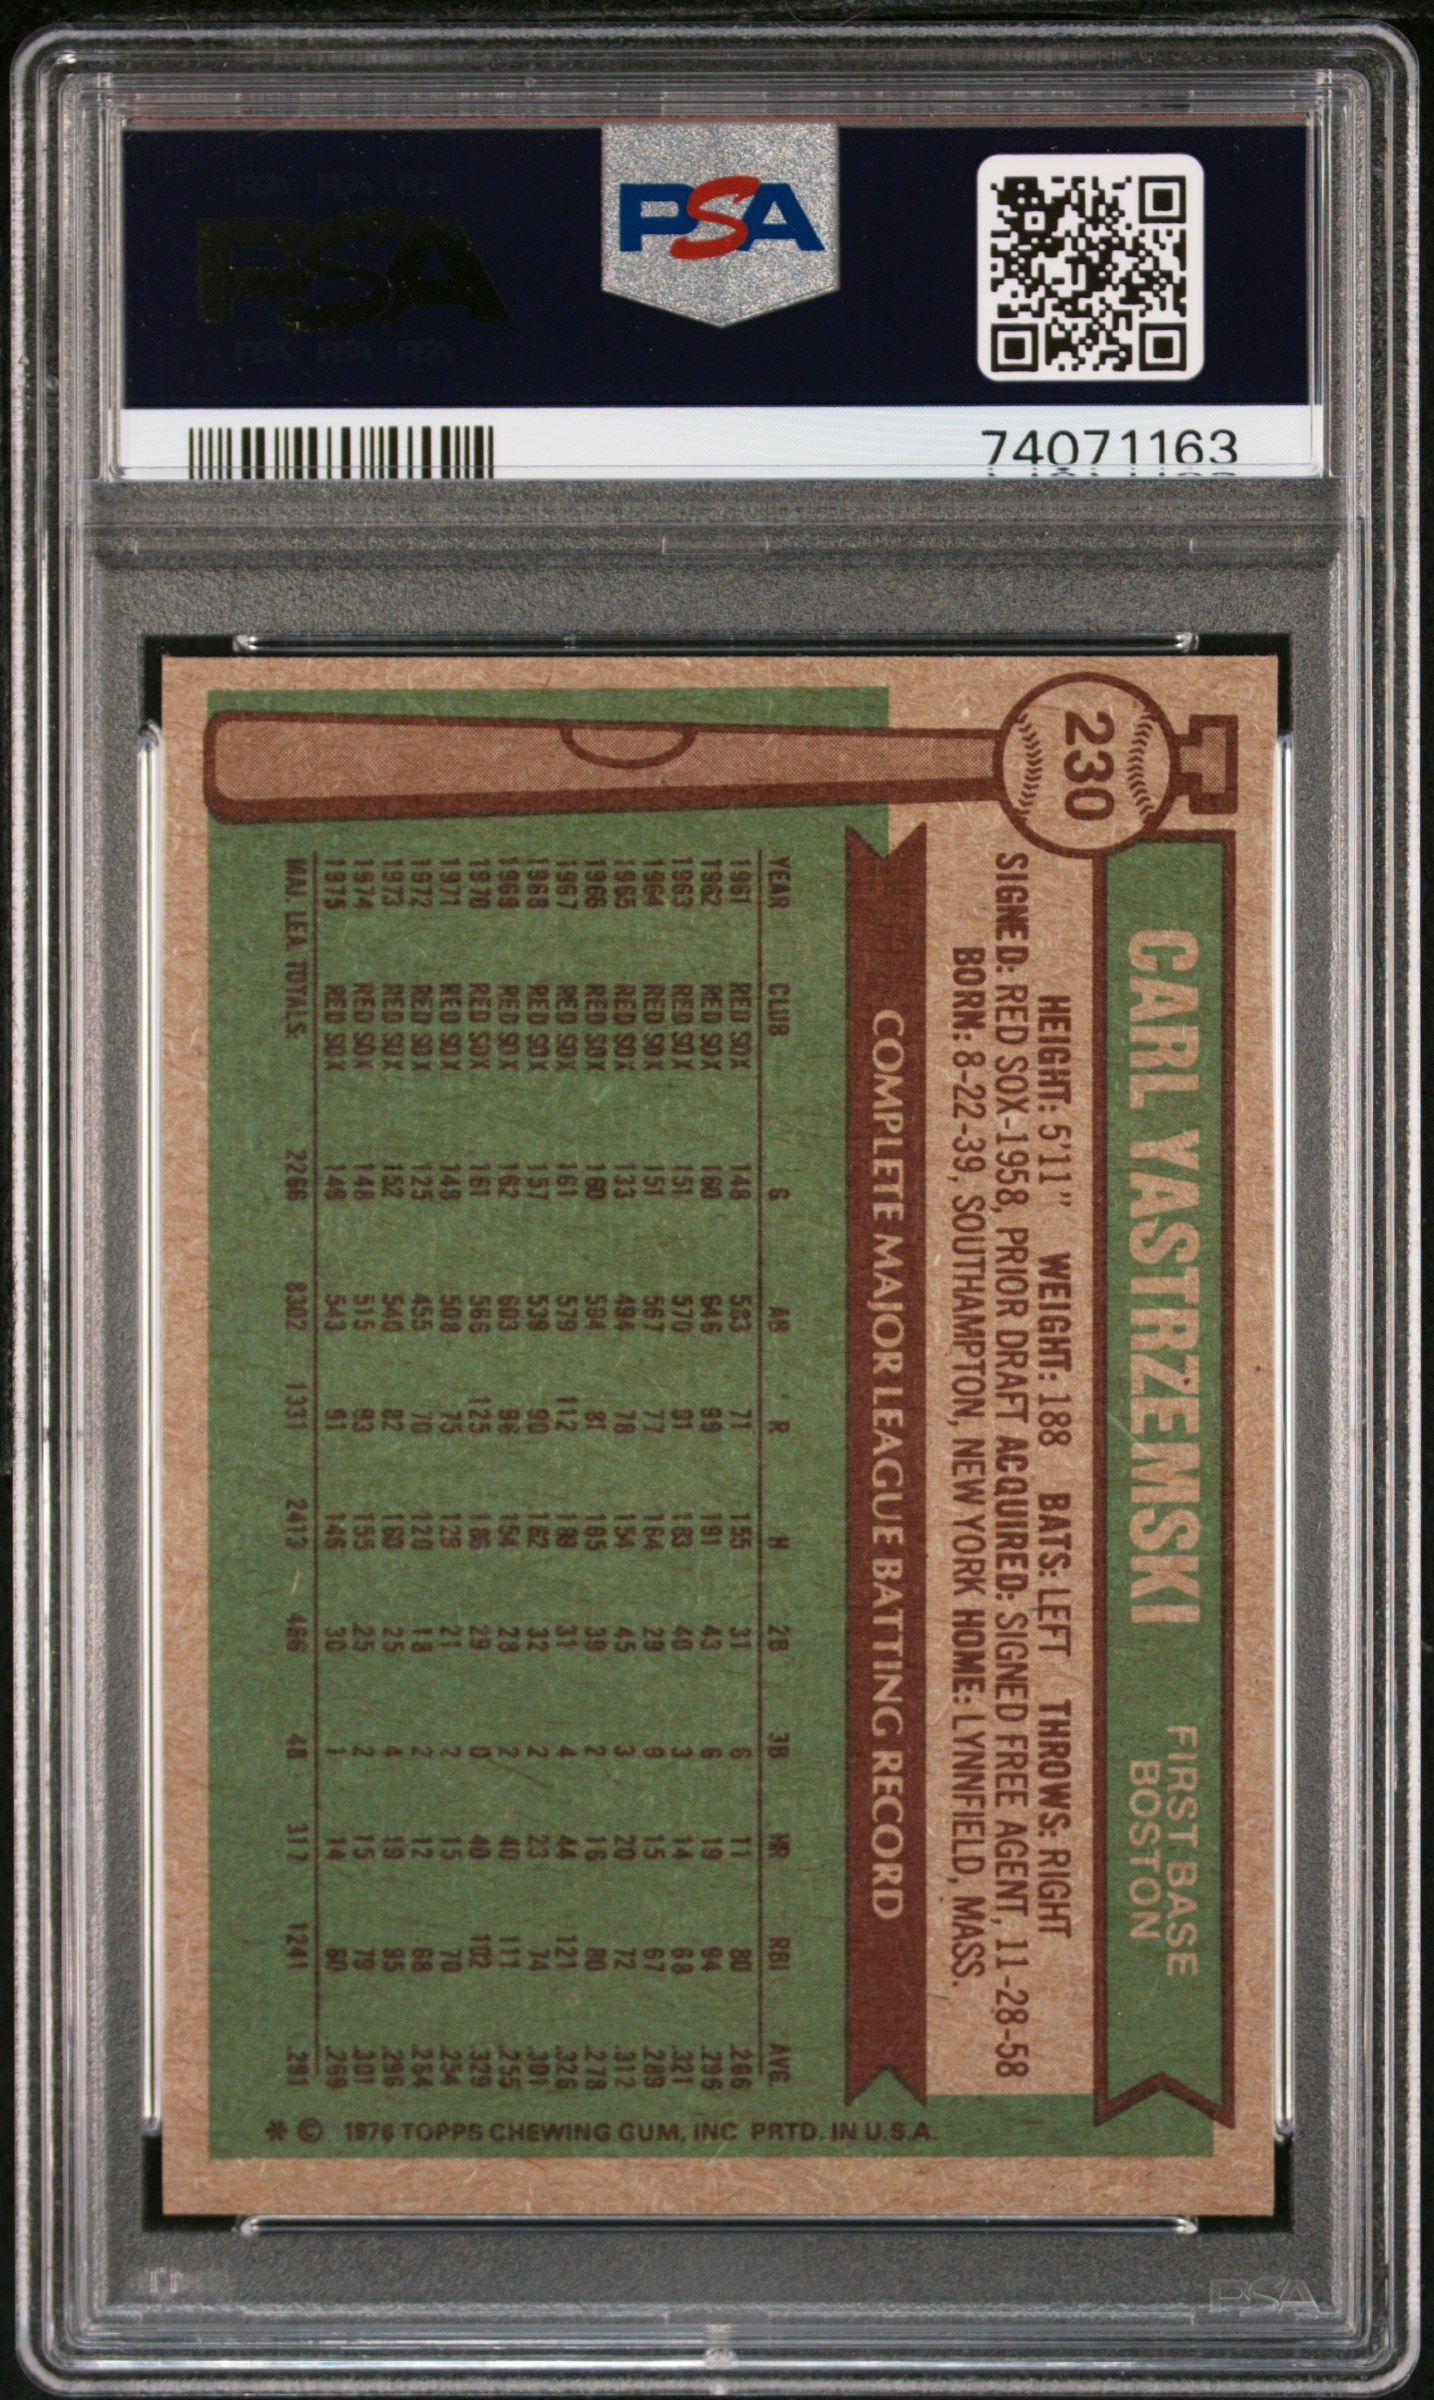 PSA PSA PSA
PSA
PSA PSA PSA
PSA
74071163
230
CARL YASTRZEMSKI
FIRST BASE
BOSTON
HEIGHT: 5'11" WEIGHT: 188 BATS: LEFT THROWS: RIGHT
SIGNED: RED SOX-1958, PRIOR DRAFT ACQUIRED: SIGNED FREE AGENT, 11-28-58
BORN: 8-22-39, SOUTHAMPTON, NEW YORK HOME: LYNNFIELD, MASS.
COMPLETE MAJOR LEAGUE BATTING RECORD
YEAR CLUB G AB R H 2B 3B HR RBI AVG.
1961 RED SOX 148 583 71 155 31 6 11 80 .266
1962 RED SOX 160 646 99 191 43 6 19 94 .296
1963 RED SOX 151 570 91 183 40 3 14 68 .321
1964 RED SOX 151 567 77 164 29 9 15 67 .289
1965 RED SOX 133 494 78 154 45 3 20 72 .312
1966 RED SOX 160 594 81 165 39 2 16 80 .278
1967 RED SOX 161 579 112 189 31 4 44 121 .326
1968 RED SOX 157 539 90 162 32 2 23 74 .301
1969 RED SOX 162 603 96 154 28 2 40 111 .255
1970 RED SOX 161 566 125 186 29 0 40 102 .329
1971 RED SOX 148 508 75 129 21 2 15 70 .254
1972 RED SOX 125 455 70 120 18 2 12 68 .264
1973 RED SOX 152 540 82 160 25 4 19 95 .296
1974 RED SOX 148 515 93 155 25 2 15 79 .301
1975 RED SOX 149 543 91 146 30 1 14 60 .269
MAJ. LEA. TOTALS 2266 8302 1331 2413 466 48 317 1241 .291
* © 1976 TOPPS CHEWING GUM, INC. PRTD. IN U.S.A.
PSA